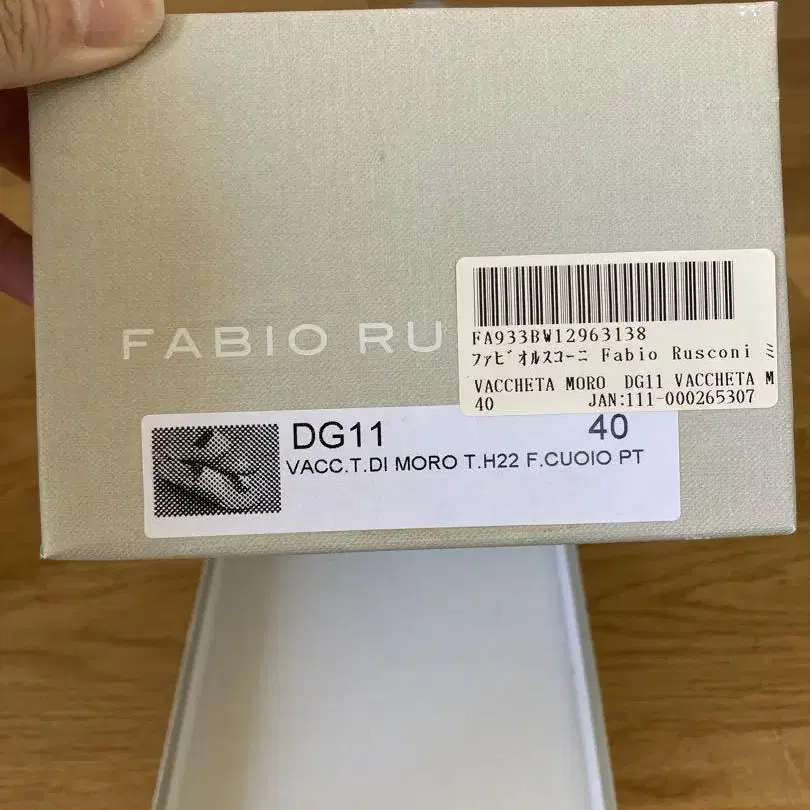 FABIO RU
FA933BW12963138
ﾌｧﾋﾞｵﾙｽｺｰﾆ Fabio Rusconi
VACCHETA MORO DG11 VACCHETA M
40 JAN:111-000265307
DG11 40
VACC.T.DI MORO T.H22 F.CUOIO PT